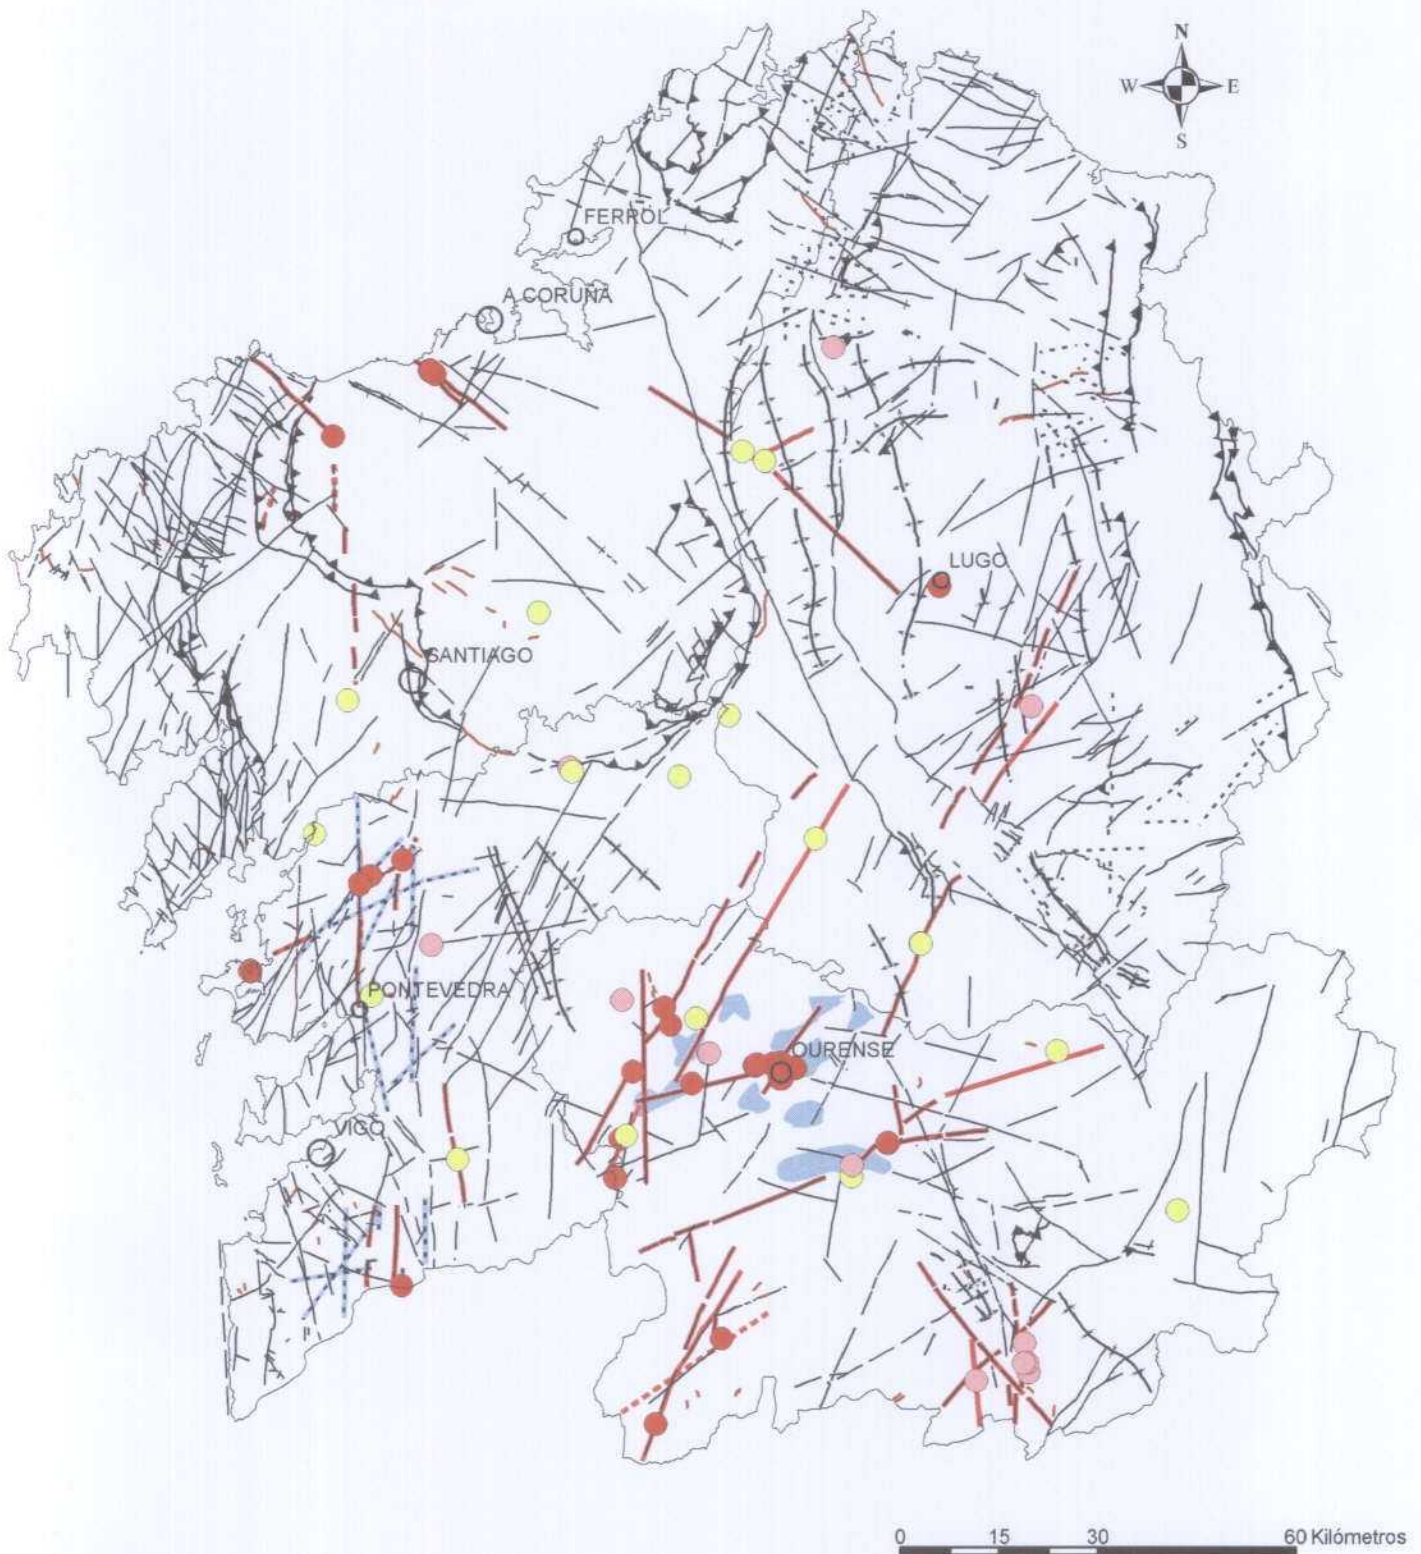 N
W E
S
FERROL
A CORUÑA
LUGO
SANTIAGO
PONTEVEDRA
OURENSE
VIGO
0 15 30 60 Kilómetros